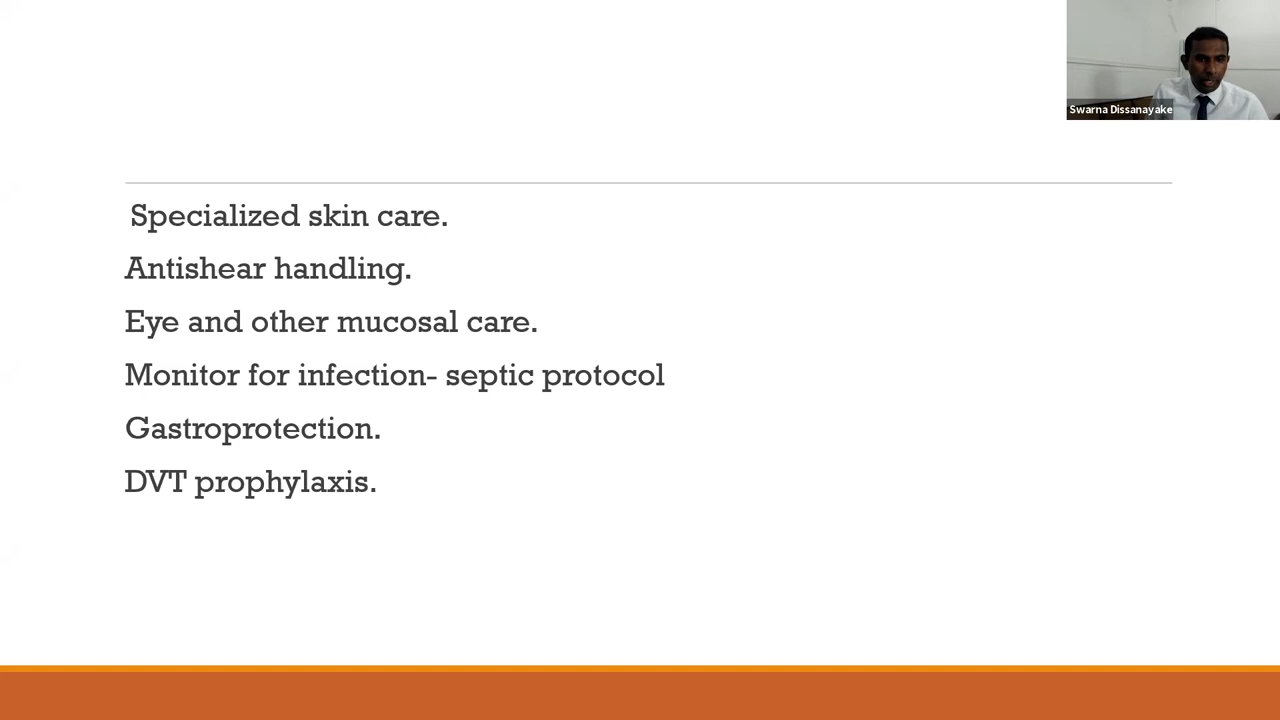 Swarna Dissanayake
Specialized skin care.
Antishear handling.
Eye and other mucosal care.
Monitor for infection- septic protocol
Gastroprotection.
DVT prophylaxis.